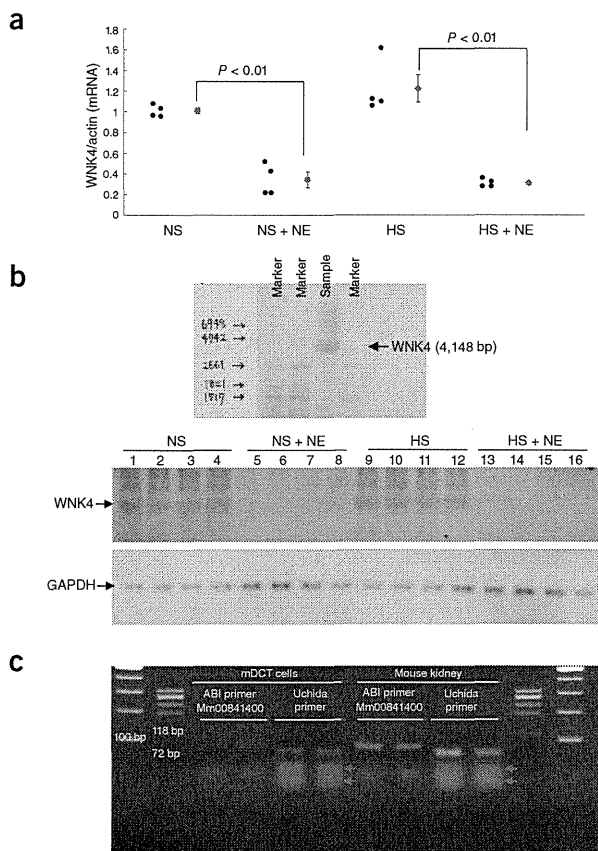 a
WNK4/actin (mRNA)
1.8
1.6
1.4
1.2
1
0.8
0.6
0.4
0.2
0
P < 0.01
P < 0.01
NS
NS + NE
HS
HS + NE
b
Marker
Marker
Sample
Marker
4742 →
2661 →
1821 →
1517 →
WNK4 (4,148 bp)
NS
NS + NE
HS
HS + NE
1 2 3 4 5 6 7 8 9 10 11 12 13 14 15 16
WNK4
GAPDH
c
mDCT cells
Mouse kidney
ABI primer
Mm00841400
Uchida
primer
ABI primer
Mm00841400
Uchida
primer
100 bp
118 bp
72 bp